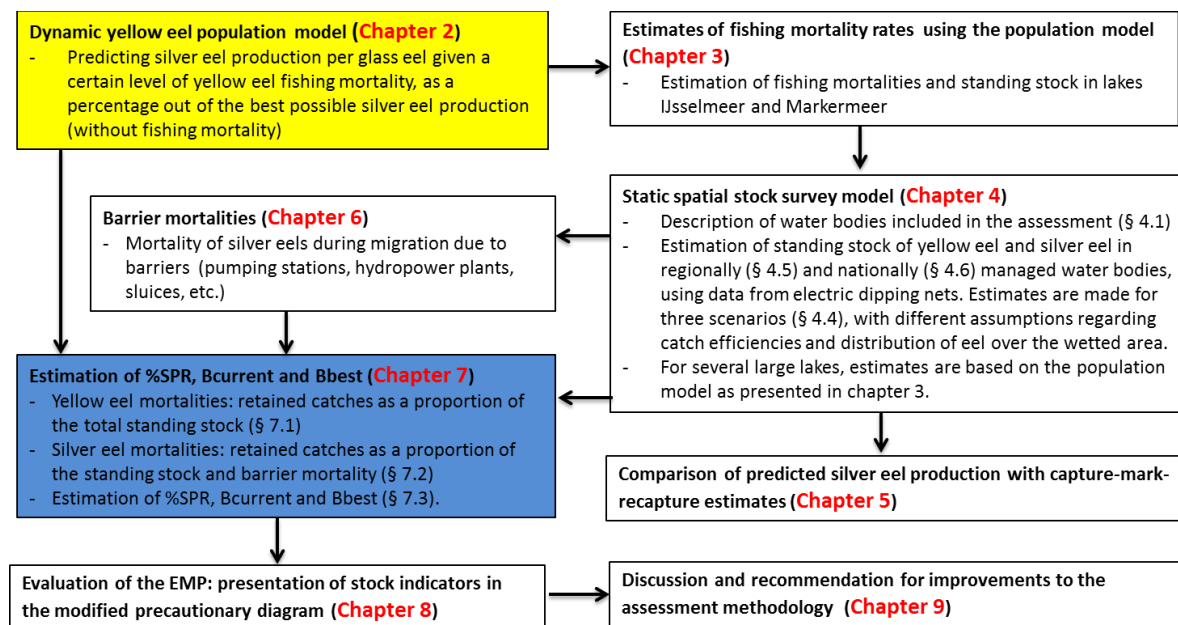 Dynamic yellow eel population model (Chapter 2)
- Predicting silver eel production per glass eel given a
certain level of yellow eel fishing mortality, as a
percentage out of the best possible silver eel production
(without fishing mortality)
Estimates of fishing mortality rates using the population model
(Chapter 3)
- Estimation of fishing mortalities and standing stock in lakes
IJsselmeer and Markermeer
Barrier mortalities (Chapter 6)
- Mortality of silver eels during migration due to
barriers (pumping stations, hydropower plants,
sluices, etc.)
Static spatial stock survey model (Chapter 4)
- Description of water bodies included in the assessment (§ 4.1)
- Estimation of standing stock of yellow eel and silver eel in
regionally (§ 4.5) and nationally (§ 4.6) managed water bodies,
using data from electric dipping nets. Estimates are made for
three scenarios (§ 4.4), with different assumptions regarding
catch efficiencies and distribution of eel over the wetted area.
- For several large lakes, estimates are based on the population
model as presented in chapter 3.
Estimation of %SPR, Bcurrent and Bbest (Chapter 7)
- Yellow eel mortalities: retained catches as a proportion of
the total standing stock (§ 7.1)
- Silver eel mortalities: retained catches as a proportion of
the standing stock and barrier mortality (§ 7.2)
- Estimation of %SPR, Bcurrent and Bbest (§ 7.3).
Comparison of predicted silver eel production with capture-mark-
recapture estimates (Chapter 5)
Evaluation of the EMP: presentation of stock indicators in
the modified precautionary diagram (Chapter 8)
Discussion and recommendation for improvements to the
assessment methodology (Chapter 9)